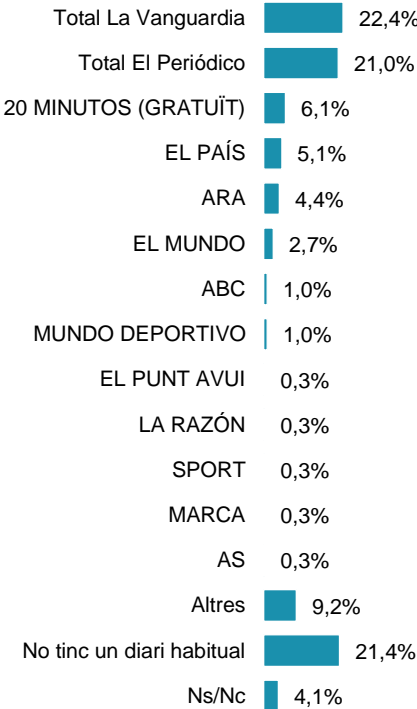 Total La Vanguardia 22,4%
Total El Periódico 21,0%
20 MINUTOS (GRATUÏT) 6,1%
EL PAÍS 5,1%
ARA 4,4%
EL MUNDO 2,7%
ABC 1,0%
MUNDO DEPORTIVO 1,0%
EL PUNT AVUI 0,3%
LA RAZÓN 0,3%
SPORT 0,3%
MARCA 0,3%
AS 0,3%
Altres 9,2%
No tinc un diari habitual 21,4%
Ns/Nc 4,1%